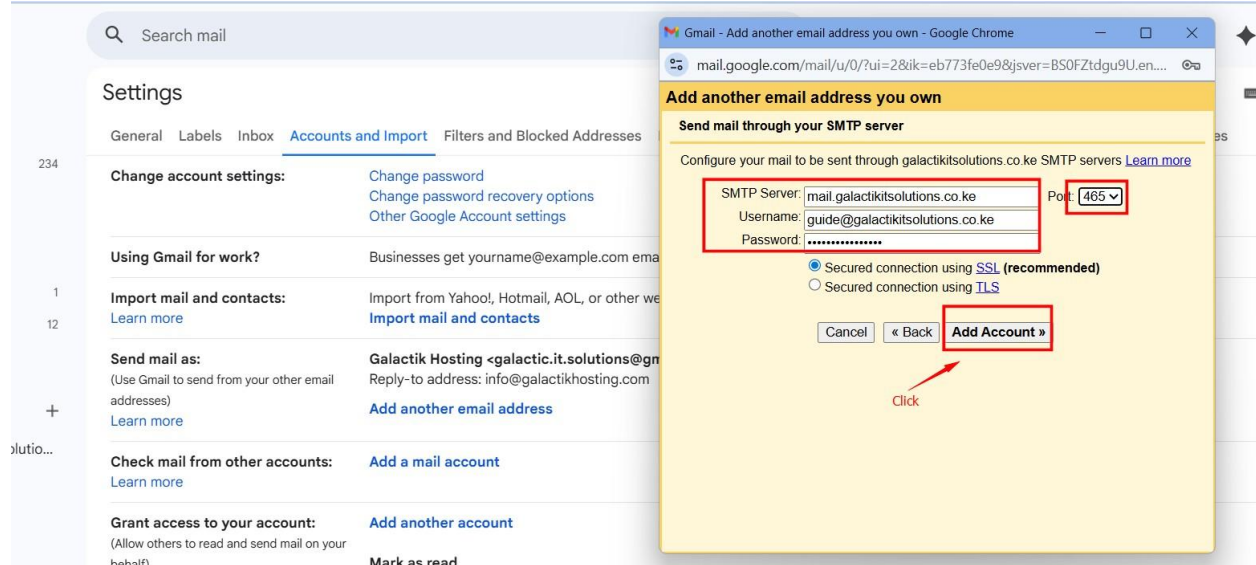 Search mail
Settings
General Labels Inbox Accounts and Import Filters and Blocked Addresses
234
Change account settings:
Change password
Change password recovery options
Other Google Account settings
Using Gmail for work?
Businesses get yourname@example.com ema
1
12
Import mail and contacts:
Learn more
Import from Yahoo!, Hotmail, AOL, or other we
Import mail and contacts
Send mail as:
(Use Gmail to send from your other email
addresses)
Learn more
Galactik Hosting <galactic.it.solutions@gm
Reply-to address: info@galactikhosting.com
Add another email address
+
olutio...
Check mail from other accounts:
Learn more
Add a mail account
Grant access to your account:
(Allow others to read and send mail on your
behalf)
Add another account
Mark as read
Gmail - Add another email address you own - Google Chrome
mail.google.com/mail/u/0/?ui=2&ik=eb773fe0e9&jsver=BS0FZtdgu9U.en....
Add another email address you own
Send mail through your SMTP server
Configure your mail to be sent through galactikitsolutions.co.ke SMTP servers Learn more
SMTP Server: mail.galactikitsolutions.co.ke Port: 465
Username: guide@galactikitsolutions.co.ke
Password: ••••••••••••••••
Secured connection using SSL (recommended)
Secured connection using TLS
Cancel « Back Add Account »
Click
es